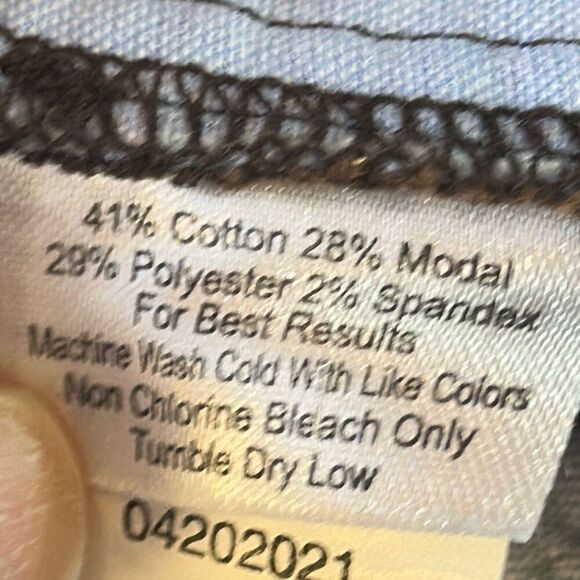 41% Cotton 28% Modal
29% Polyester 2% Spandex
For Best Results
Machine Wash Cold With Like Colors
Non Chlorine Bleach Only
Tumble Dry Low
04202021